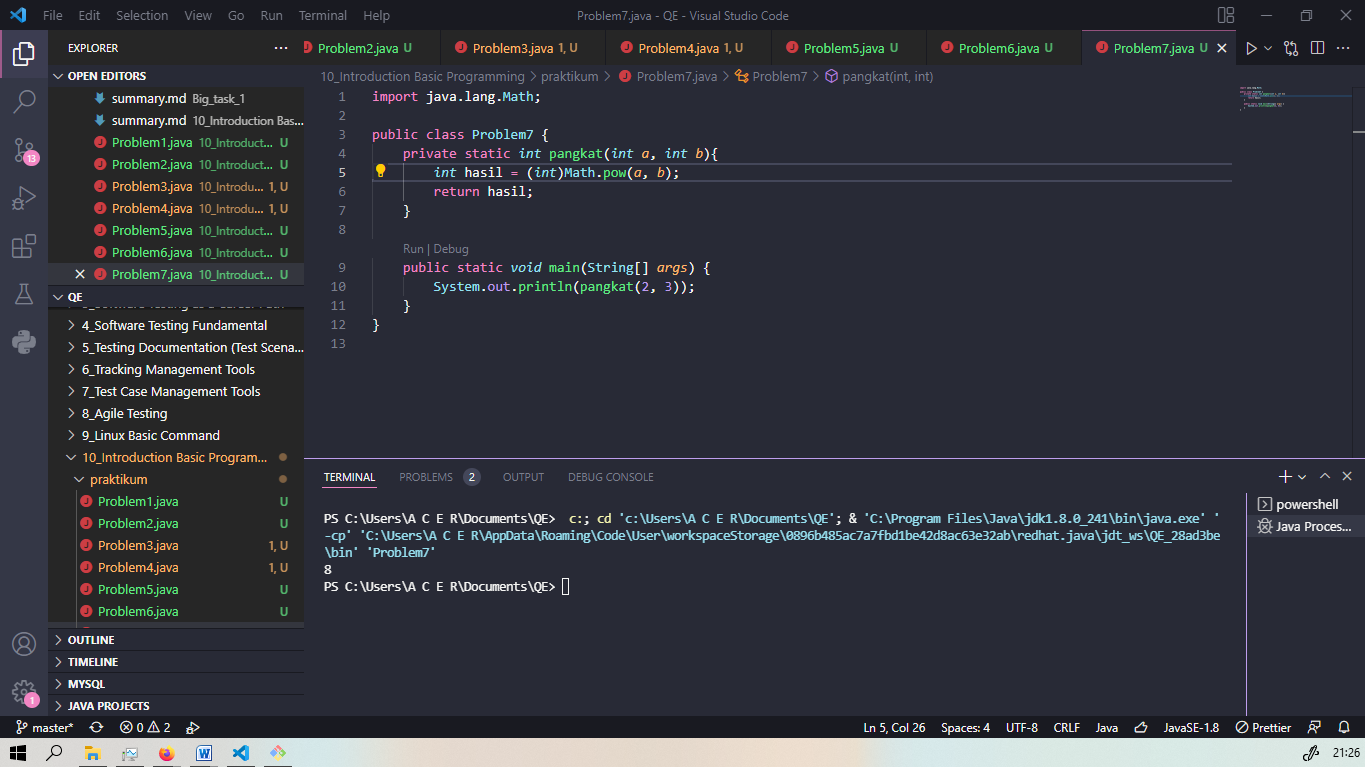 File Edit Selection View Go Run Terminal Help Problem7.java - QE - Visual Studio Code
EXPLORER
Problem2.java U Problem3.java 1, U Problem4.java 1, U Problem5.java U Problem6.java U Problem7.java U
OPEN EDITORS
summary.md Big_task_1
summary.md 10_Introduction Bas...
Problem1.java 10_Introduct... U
Problem2.java 10_Introduct... U
Problem3.java 10_Introdu... 1, U
Problem4.java 10_Introdu... 1, U
Problem5.java 10_Introduct... U
Problem6.java 10_Introduct... U
Problem7.java 10_Introduct... U
QE
4_Software Testing Fundamental
5_Testing Documentation (Test Scena...
6_Tracking Management Tools
7_Test Case Management Tools
8_Agile Testing
9_Linux Basic Command
10_Introduction Basic Program...
praktikum
Problem1.java U
Problem2.java U
Problem3.java 1, U
Problem4.java 1, U
Problem5.java U
Problem6.java U
OUTLINE
TIMELINE
MYSQL
JAVA PROJECTS
13
1
10_Introduction Basic Programming > praktikum > Problem7.java > Problem7 > pangkat(int, int)
1 import java.lang.Math;
2
3 public class Problem7 {
4 private static int pangkat(int a, int b){
5 int hasil = (int)Math.pow(a, b);
6 return hasil;
7 }
8
Run | Debug
9 public static void main(String[] args) {
10 System.out.println(pangkat(2, 3));
11 }
12 }
13
TERMINAL PROBLEMS 2 OUTPUT DEBUG CONSOLE
PS C:\Users\A C E R\Documents\QE> c:; cd 'c:\Users\A C E R\Documents\QE'; & 'C:\Program Files\Java\jdk1.8.0_241\bin\java.exe' '
-cp' 'C:\Users\A C E R\AppData\Roaming\Code\User\workspaceStorage\0896b485ac7a7fbd1be42d8ac63e32ab\redhat.java\jdt_ws\QE_28ad3be
\bin' 'Problem7'
8
PS C:\Users\A C E R\Documents\QE>
powershell
Java Proces...
master* 0 2 Ln 5, Col 26 Spaces: 4 UTF-8 CRLF Java JavaSE-1.8 Prettier
21:26